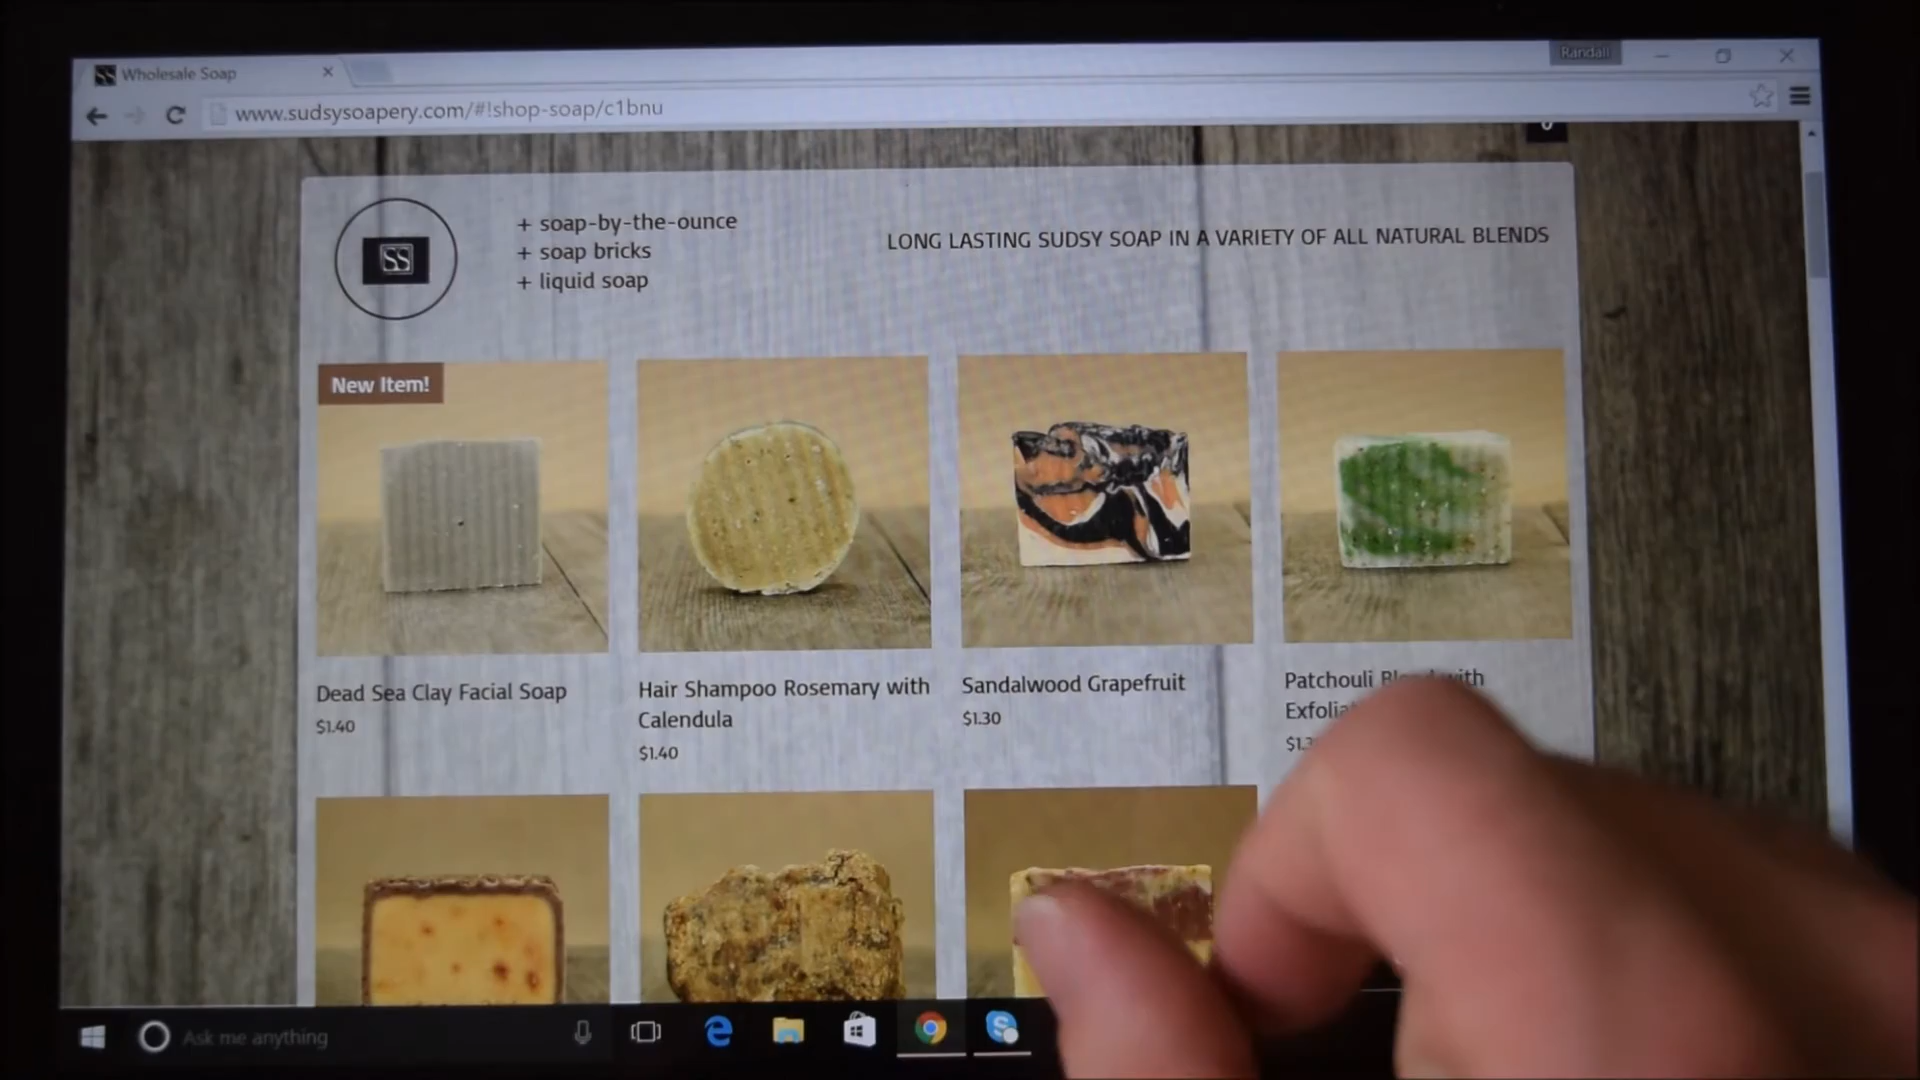 Wholesale Soap
Randall
www.sudsysoapery.com/#!shop-soap/c1bnu
+ soap-by-the-ounce
+ soap bricks
+ liquid soap
LONG LASTING SUDSY SOAP IN A VARIETY OF ALL NATURAL BLENDS
SS
New Item!
Dead Sea Clay Facial Soap
$1.40
Hair Shampoo Rosemary with
Calendula
$1.40
Sandalwood Grapefruit
$1.30
Patchouli with
Ask me anything